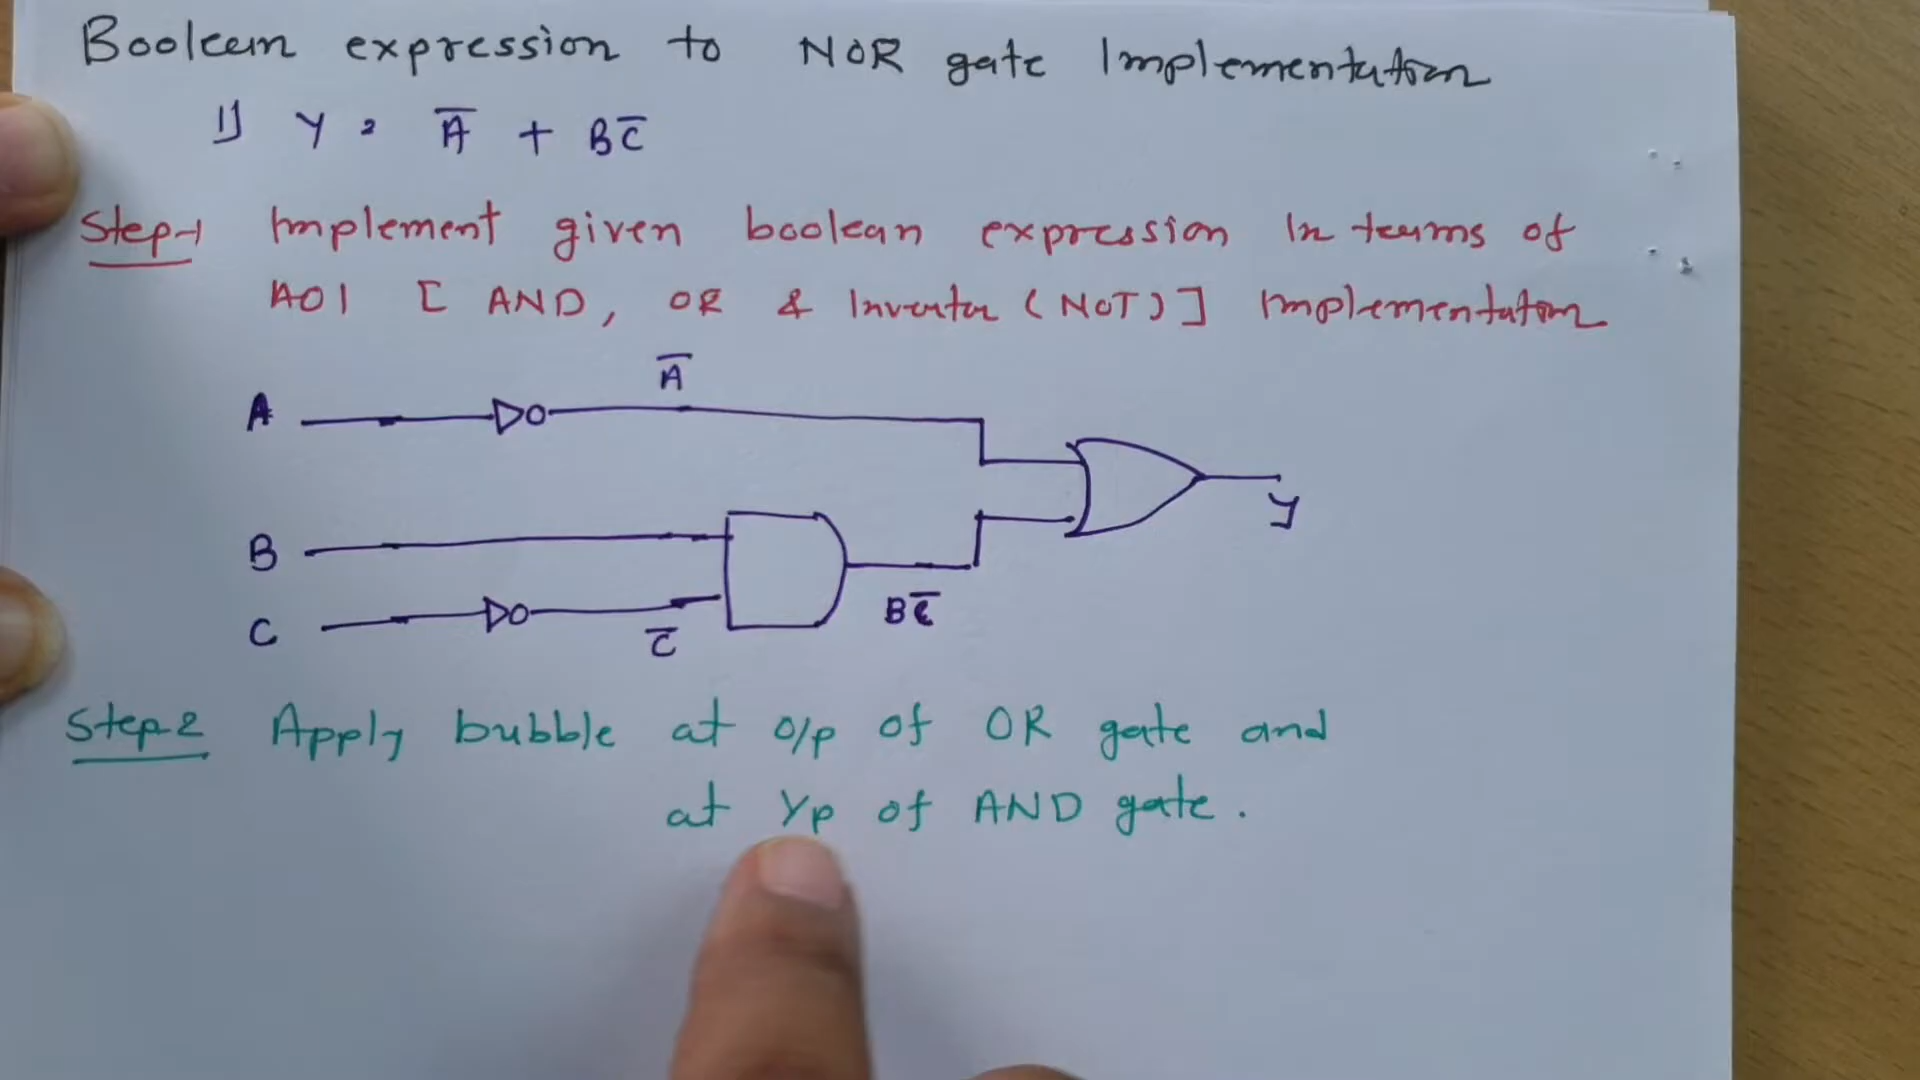 Boolean expression to NOR gate Implementation
1) Y = A̅ + BC̅
Step-1 Implement given boolean expression In terms of
AOI [ AND, OR & Invertor (NOT)] Implementation
A̅
A
B
Y
BC̅
C
C̅
Step-2 Apply bubble at o/p of OR gate and
at I/p of AND gate.